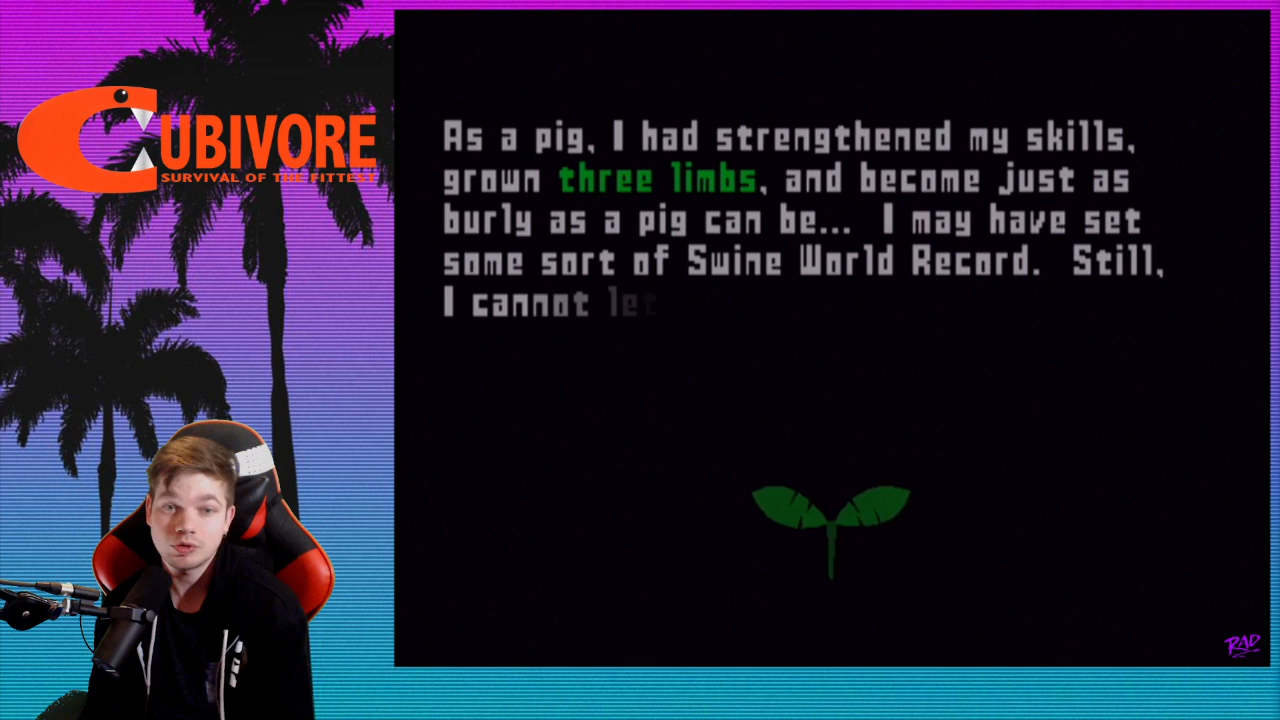 CUBIVORE
SURVIVAL OF THE FITTEST
As a pig, I had strengthened my skills,
grown three limbs, and become just as
burly as a pig can be... I may have set
some sort of Swine World Record. Still,
I cannot let
RAD